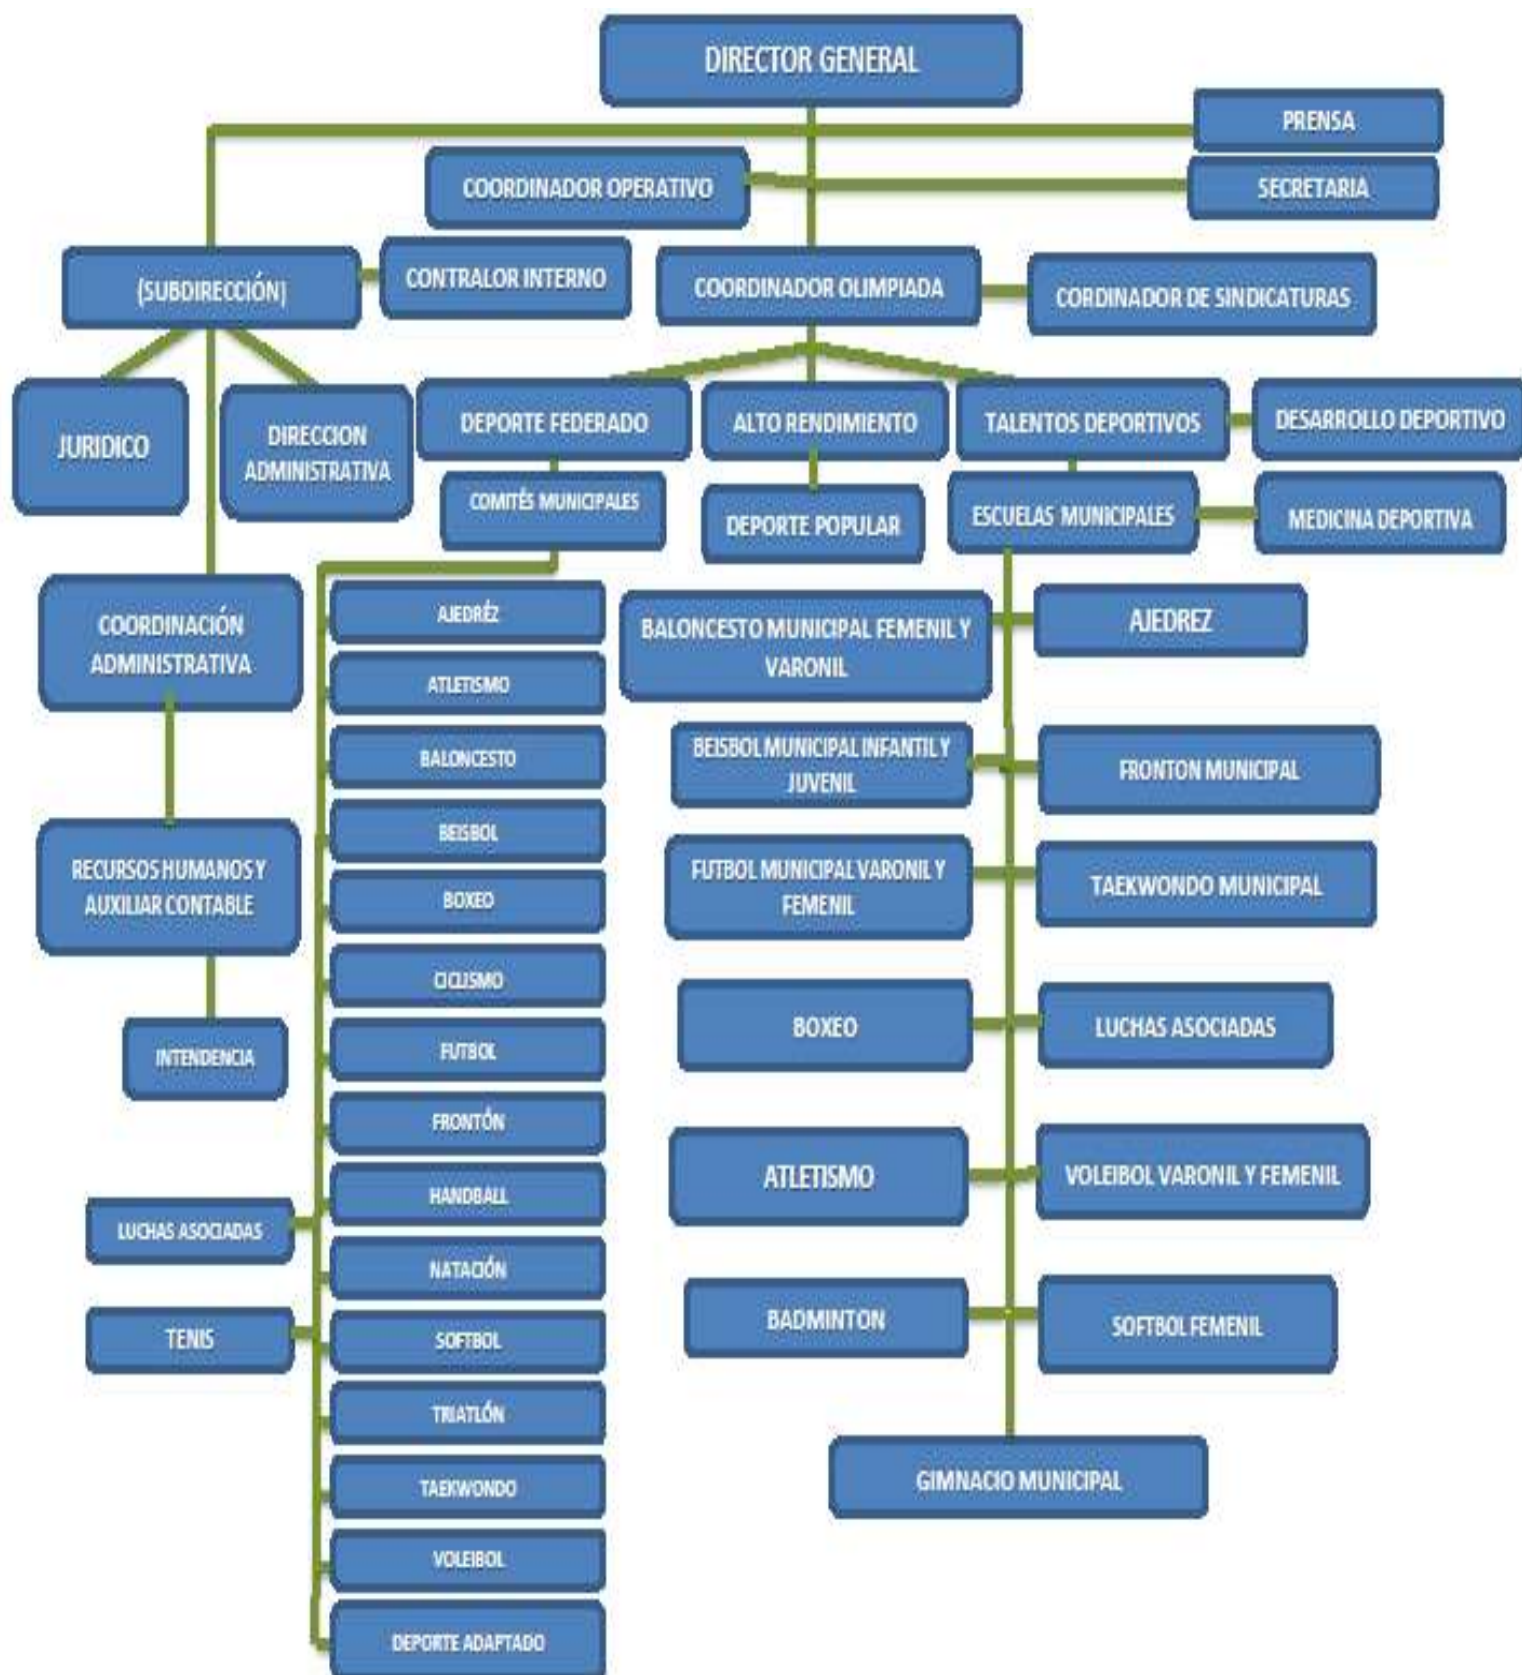 DIRECTOR GENERAL
PRENSA
COORDINADOR OPERATIVO
SECRETARIA
(SUBDIRECCIÓN)
CONTRALOR INTERNO
COORDINADOR OLIMPIADA
CORDINADOR DE SINDICATURAS
JURIDICO
DIRECCION
ADMINISTRATIVA
DEPORTE FEDERADO
ALTO RENDIMIENTO
TALENTOS DEPORTIVOS
DESARROLLO DEPORTIVO
COMITÉS MUNICIPALES
DEPORTE POPULAR
ESCUELAS MUNICIPALES
MEDICINA DEPORTIVA
COORDINACIÓN
ADMINISTRATIVA
RECURSOS HUMANOS Y
AUXILIAR CONTABLE
INTENDENCIA
AJEDRÉZ
ATLETISMO
BALONCESTO
BEISBOL
BOXEO
CICLISMO
FUTBOL
FRONTÓN
HANDBALL
LUCHAS ASOCIADAS
NATACIÓN
TENIS
SOFTBOL
TRIATLÓN
TAEKWONDO
VOLEIBOL
DEPORTE ADAPTADO
BALONCESTO MUNICIPAL FEMENIL Y
VARONIL
AJEDREZ
BEISBOL MUNICIPAL INFANTIL Y
JUVENIL
FRONTON MUNICIPAL
FUTBOL MUNICIPAL VARONIL Y
FEMENIL
TAEKWONDO MUNICIPAL
BOXEO
LUCHAS ASOCIADAS
ATLETISMO
VOLEIBOL VARONIL Y FEMENIL
BADMINTON
SOFTBOL FEMENIL
GIMNACIO MUNICIPAL